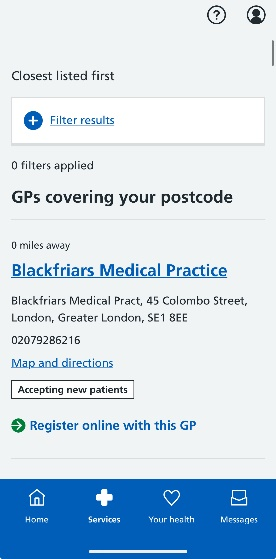 Closest listed first
Filter results
0 filters applied
GPs covering your postcode
0 miles away
Blackfriars Medical Practice
Blackfriars Medical Pract, 45 Colombo Street,
London, Greater London, SE1 8EE
02079286216
Map and directions
Accepting new patients
Register online with this GP
Home
Services
Your health
Messages